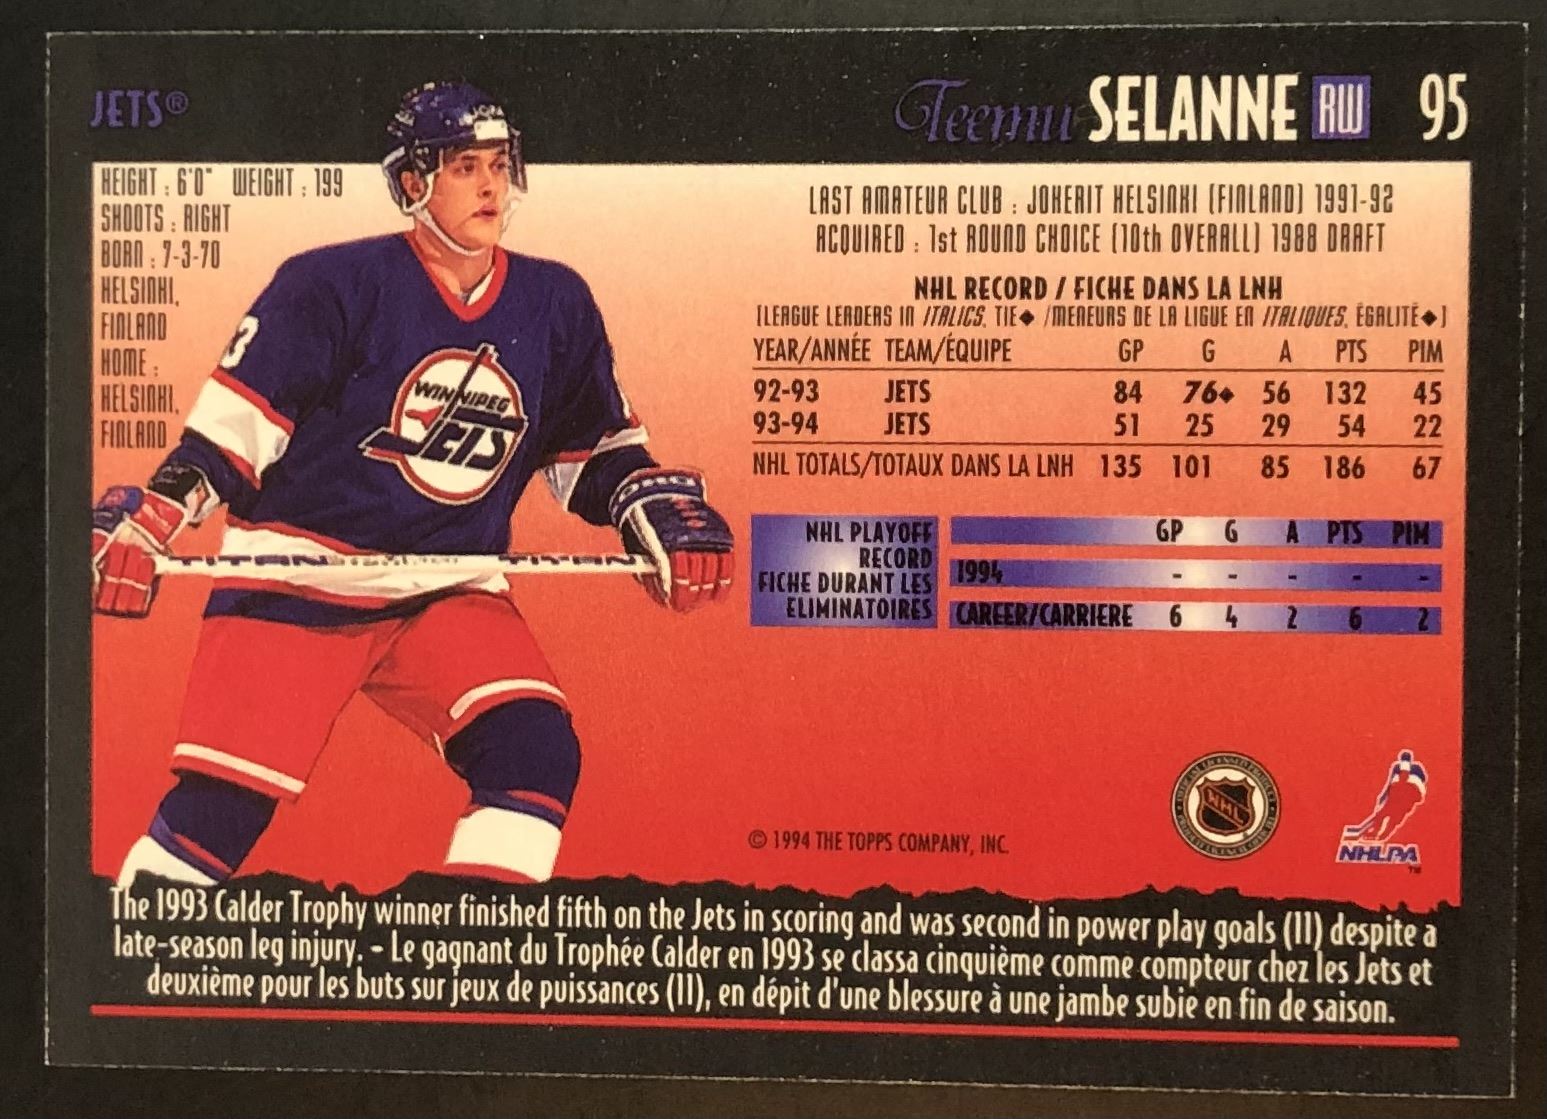 JETS®
Teemu SELANNE RW 95
HEIGHT : 6'0" WEIGHT : 199
SHOOTS : RIGHT
BORN : 7-3-70
HELSINKI,
FINLAND
HOME :
HELSINKI,
FINLAND
LAST AMATEUR CLUB : JOKERIT HELSINKI (FINLAND) 1991-92
ACQUIRED : 1st ROUND CHOICE (10th OVERALL) 1988 DRAFT
NHL RECORD / FICHE DANS LA LNH
(LEAGUE LEADERS IN ITALICS, TIE◆ /MENEURS DE LA LIGUE EN ITALIQUES, ÉGALITÉ◆)
YEAR/ANNÉE TEAM/ÉQUIPE GP G A PTS PIM
92-93 JETS 84 76◆ 56 132 45
93-94 JETS 51 25 29 54 22
NHL TOTALS/TOTAUX DANS LA LNH 135 101 85 186 67
NHL PLAYOFF
RECORD
FICHE DURANT LES
ELIMINATOIRES
GP G A PTS PIM
1994 - - - - -
CAREER/CARRIERE 6 4 2 6 2
3
WINNIPEG
JETS
TITAN TITAN
NHL
NHLPA™
© 1994 THE TOPPS COMPANY, INC.
The 1993 Calder Trophy winner finished fifth on the Jets in scoring and was second in power play goals (11) despite a
late-season leg injury. – Le gagnant du Trophée Calder en 1993 se classa cinquième comme compteur chez les Jets et
deuxième pour les buts sur jeux de puissances (11), en dépit d'une blessure à une jambe subie en fin de saison.